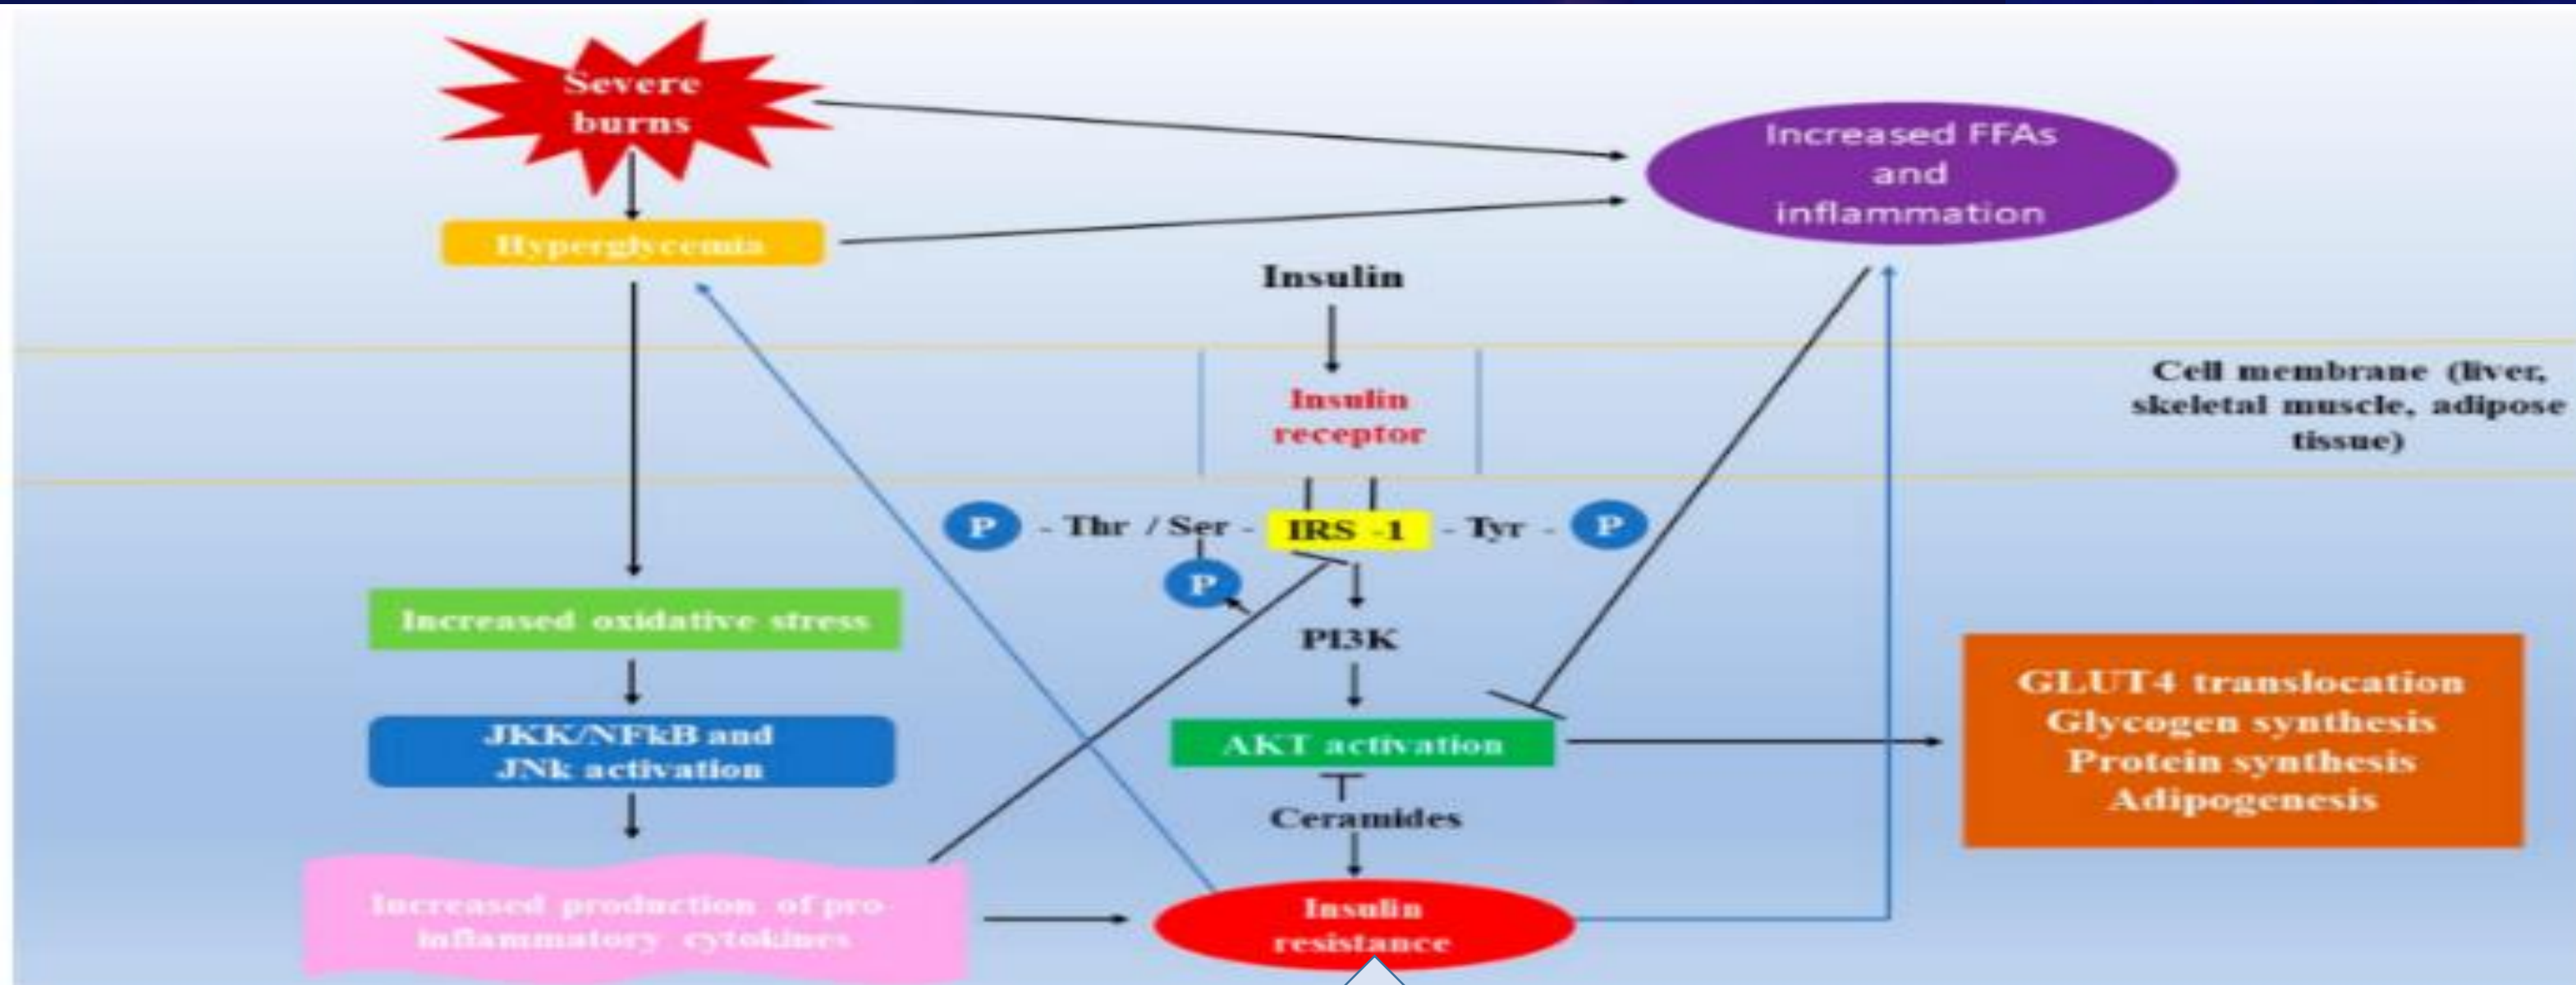 Severe
burns
Increased FFAs
and
inflammation
Hyperglycemia
Insulin
Insulin
receptor
Cell membrane (liver,
skeletal muscle, adipose
tissue)
P - Thr / Ser - IRS -1 - Tyr - P
P
Increased oxidative stress
PI3K
JKK/NFkB and
JNk activation
AKT activation
GLUT4 translocation
Glycogen synthesis
Protein synthesis
Adipogenesis
Ceramides
Increased production of pro-
inflammatory cytokines
Insulin
resistance